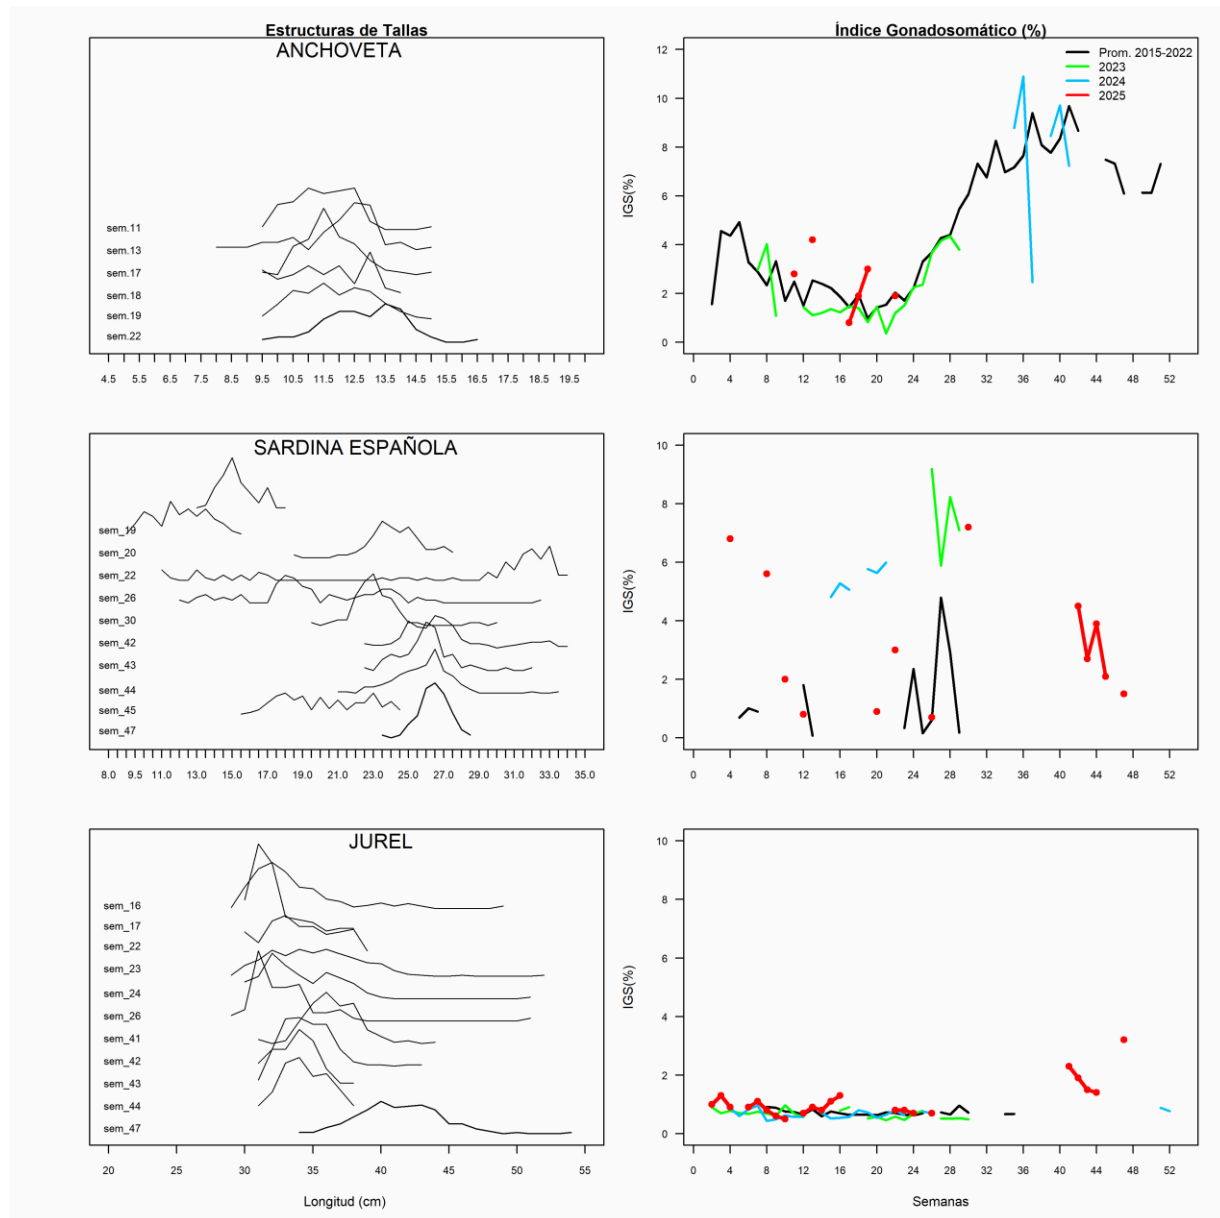 Estructuras de Tallas
ANCHOVETA
sem.11
sem.13
sem.17
sem.18
sem.19
sem.22
4.5 5.5 6.5 7.5 8.5 9.5 10.5 11.5 12.5 13.5 14.5 15.5 16.5 17.5 18.5 19.5
Índice Gonadosomático (%)
Prom. 2015-2022
2023
2024
2025
IGS(%)
12
10
8
6
4
2
0
0 4 8 12 16 20 24 28 32 36 40 44 48 52
SARDINA ESPAÑOLA
sem_19
sem_20
sem_22
sem_26
sem_30
sem_42
sem_43
sem_44
sem_45
sem_47
8.0 9.5 11.0 13.0 15.0 17.0 19.0 21.0 23.0 25.0 27.0 29.0 31.0 33.0 35.0
IGS(%)
10
8
6
4
2
0
0 4 8 12 16 20 24 28 32 36 40 44 48 52
JUREL
sem_16
sem_17
sem_22
sem_23
sem_24
sem_26
sem_41
sem_42
sem_43
sem_44
sem_47
20 25 30 35 40 45 50 55
Longitud (cm)
IGS(%)
10
8
6
4
2
0
0 4 8 12 16 20 24 28 32 36 40 44 48 52
Semanas